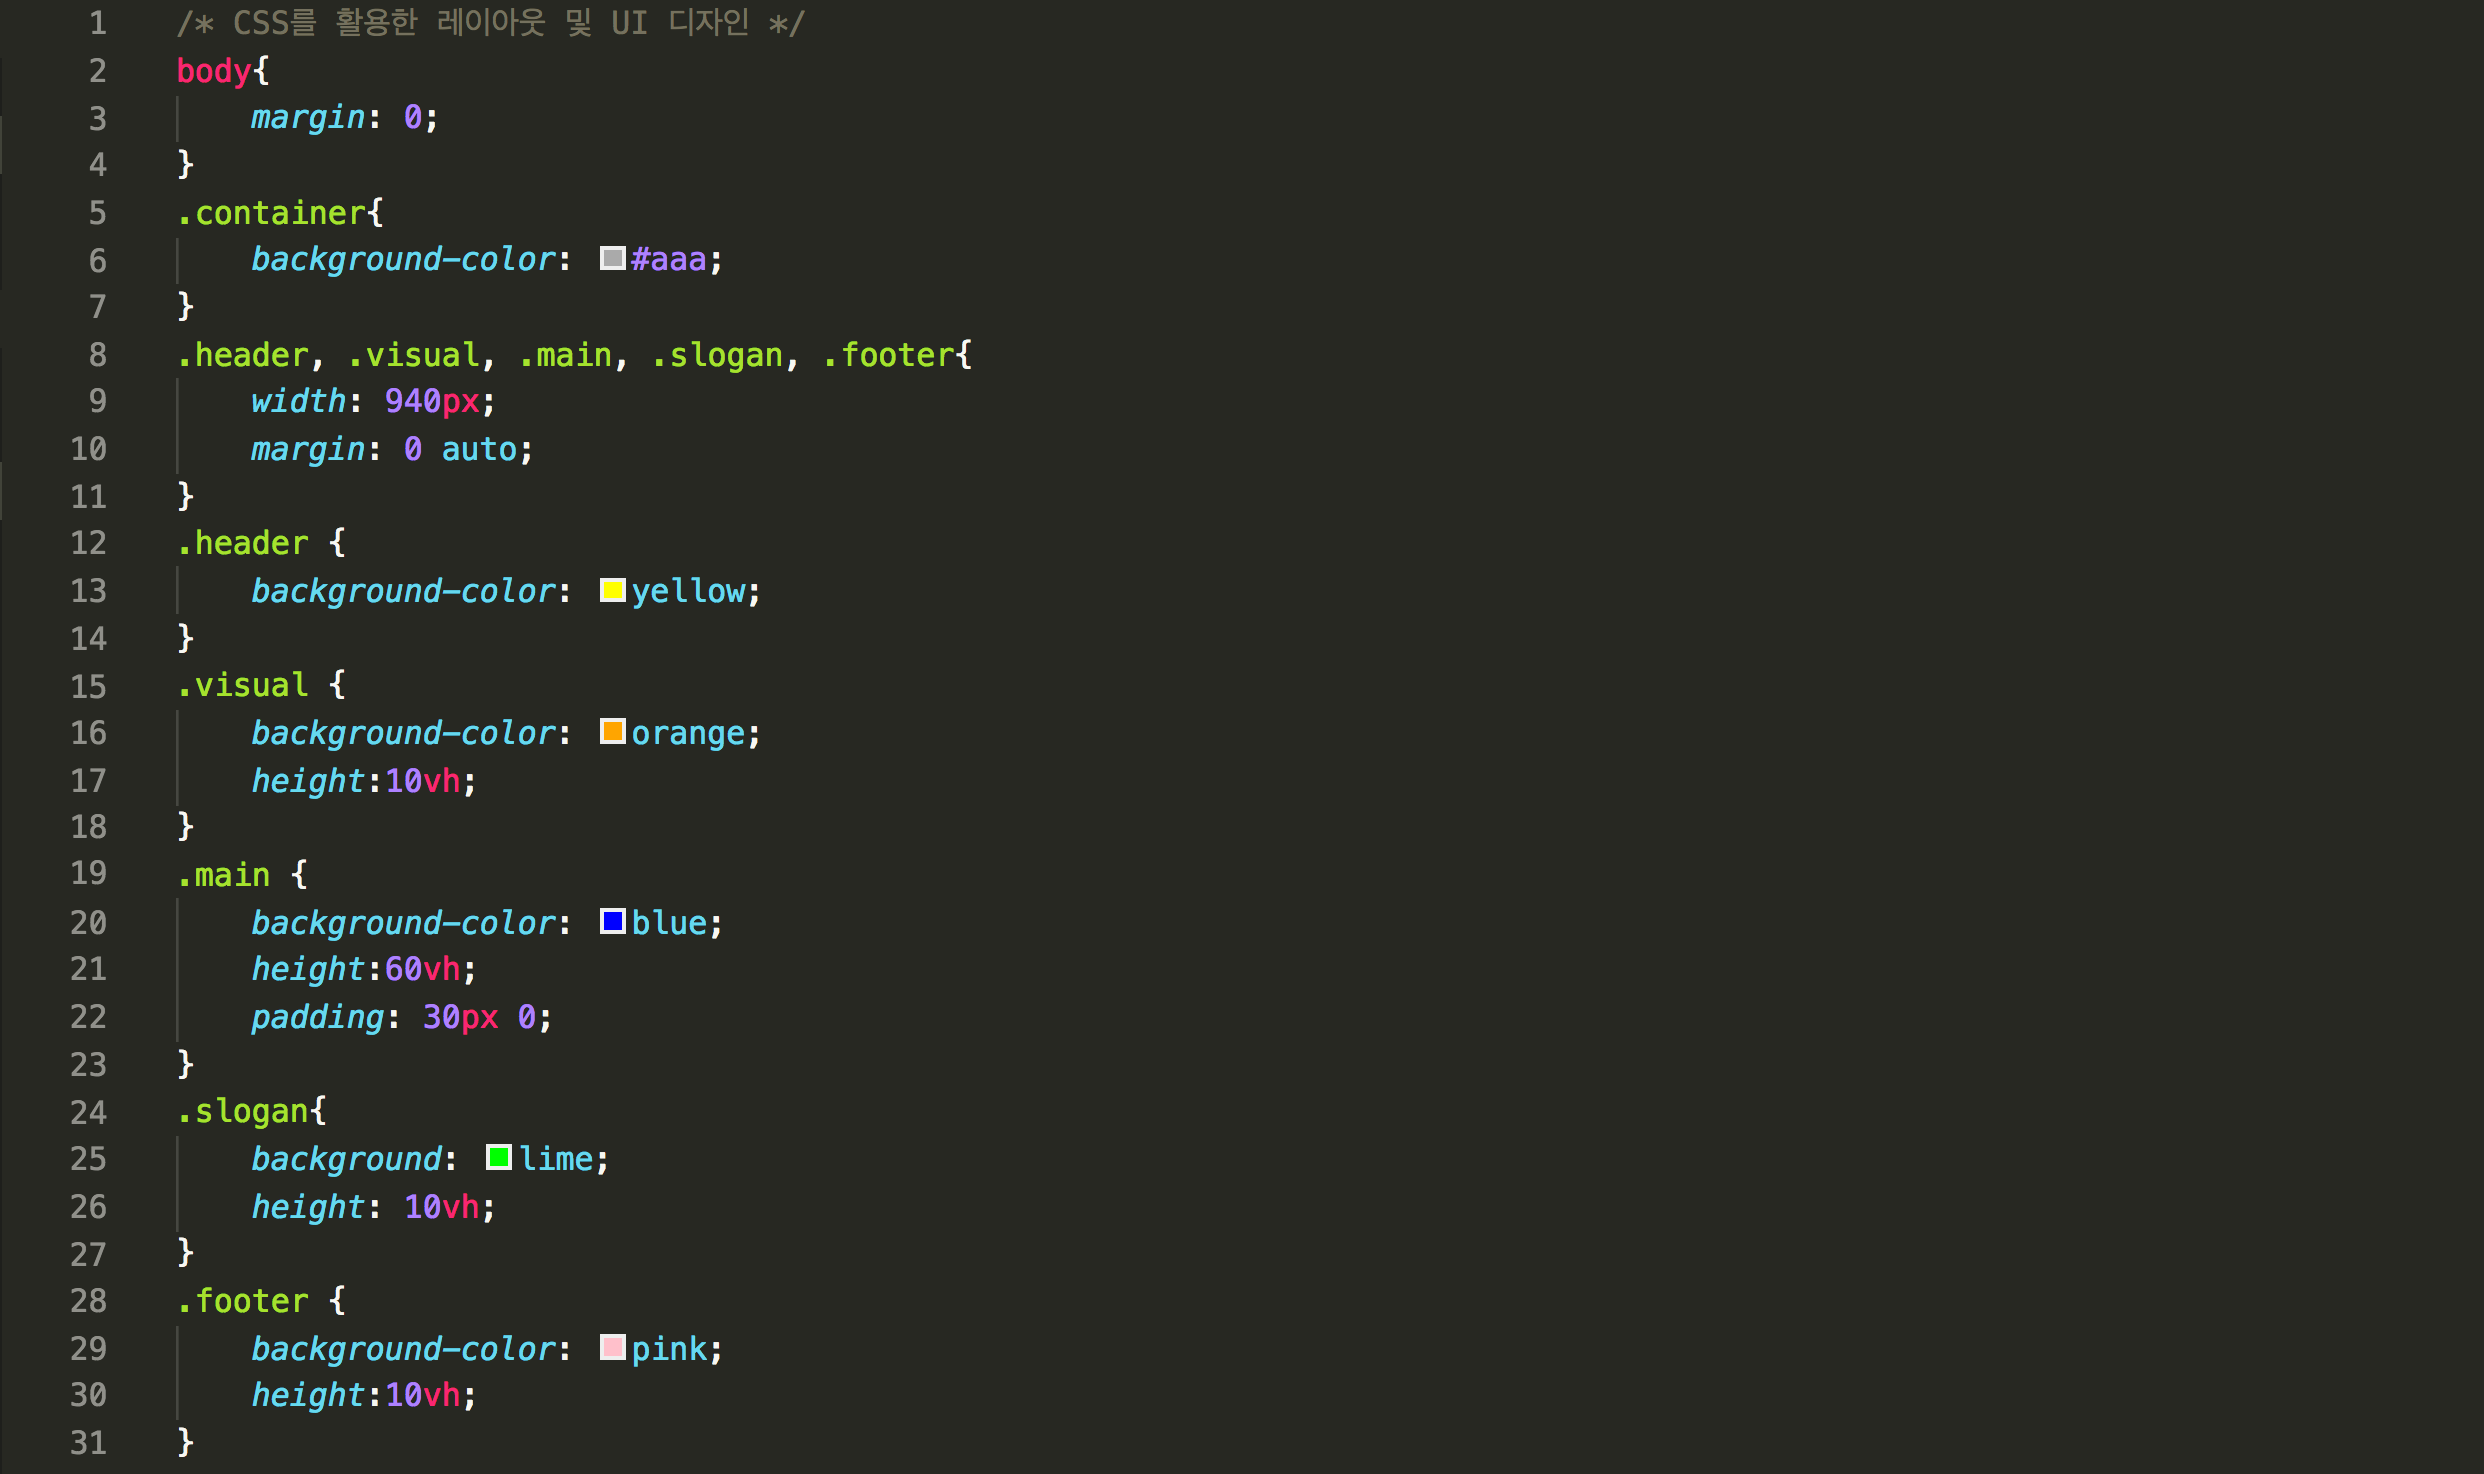 1 /* CSS를 활용한 레이아웃 및 UI 디자인 */
2 body{
3     margin: 0;
4 }
5 .container{
6     background-color: #aaa;
7 }
8 .header, .visual, .main, .slogan, .footer{
9     width: 940px;
10     margin: 0 auto;
11 }
12 .header {
13     background-color: yellow;
14 }
15 .visual {
16     background-color: orange;
17     height:10vh;
18 }
19 .main {
20     background-color: blue;
21     height:60vh;
22     padding: 30px 0;
23 }
24 .slogan{
25     background: lime;
26     height: 10vh;
27 }
28 .footer {
29     background-color: pink;
30     height:10vh;
31 }